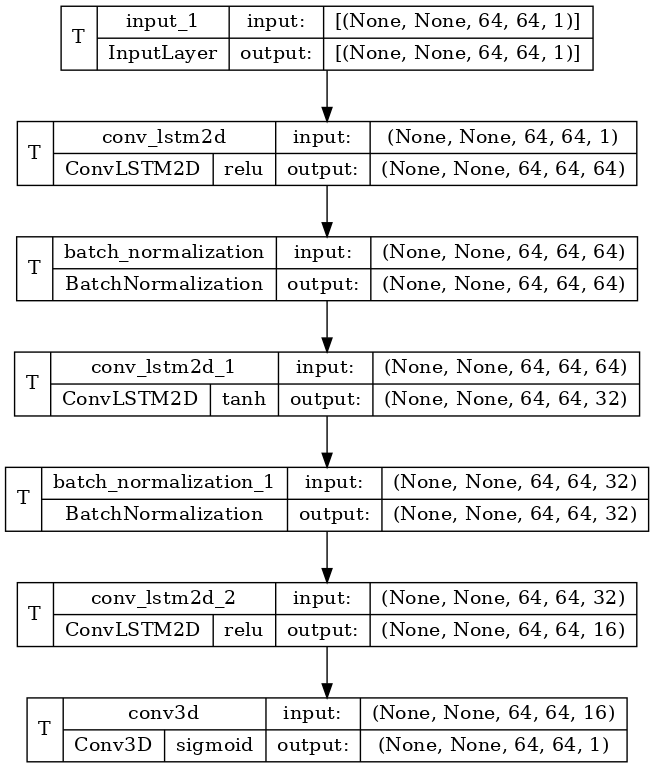 T input_1 input: [(None, None, 64, 64, 1)]
InputLayer output: [(None, None, 64, 64, 1)]
T conv_lstm2d input: (None, None, 64, 64, 1)
ConvLSTM2D relu output: (None, None, 64, 64, 64)
T batch_normalization input: (None, None, 64, 64, 64)
BatchNormalization output: (None, None, 64, 64, 64)
T conv_lstm2d_1 input: (None, None, 64, 64, 64)
ConvLSTM2D tanh output: (None, None, 64, 64, 32)
T batch_normalization_1 input: (None, None, 64, 64, 32)
BatchNormalization output: (None, None, 64, 64, 32)
T conv_lstm2d_2 input: (None, None, 64, 64, 32)
ConvLSTM2D relu output: (None, None, 64, 64, 16)
T conv3d input: (None, None, 64, 64, 16)
Conv3D sigmoid output: (None, None, 64, 64, 1)